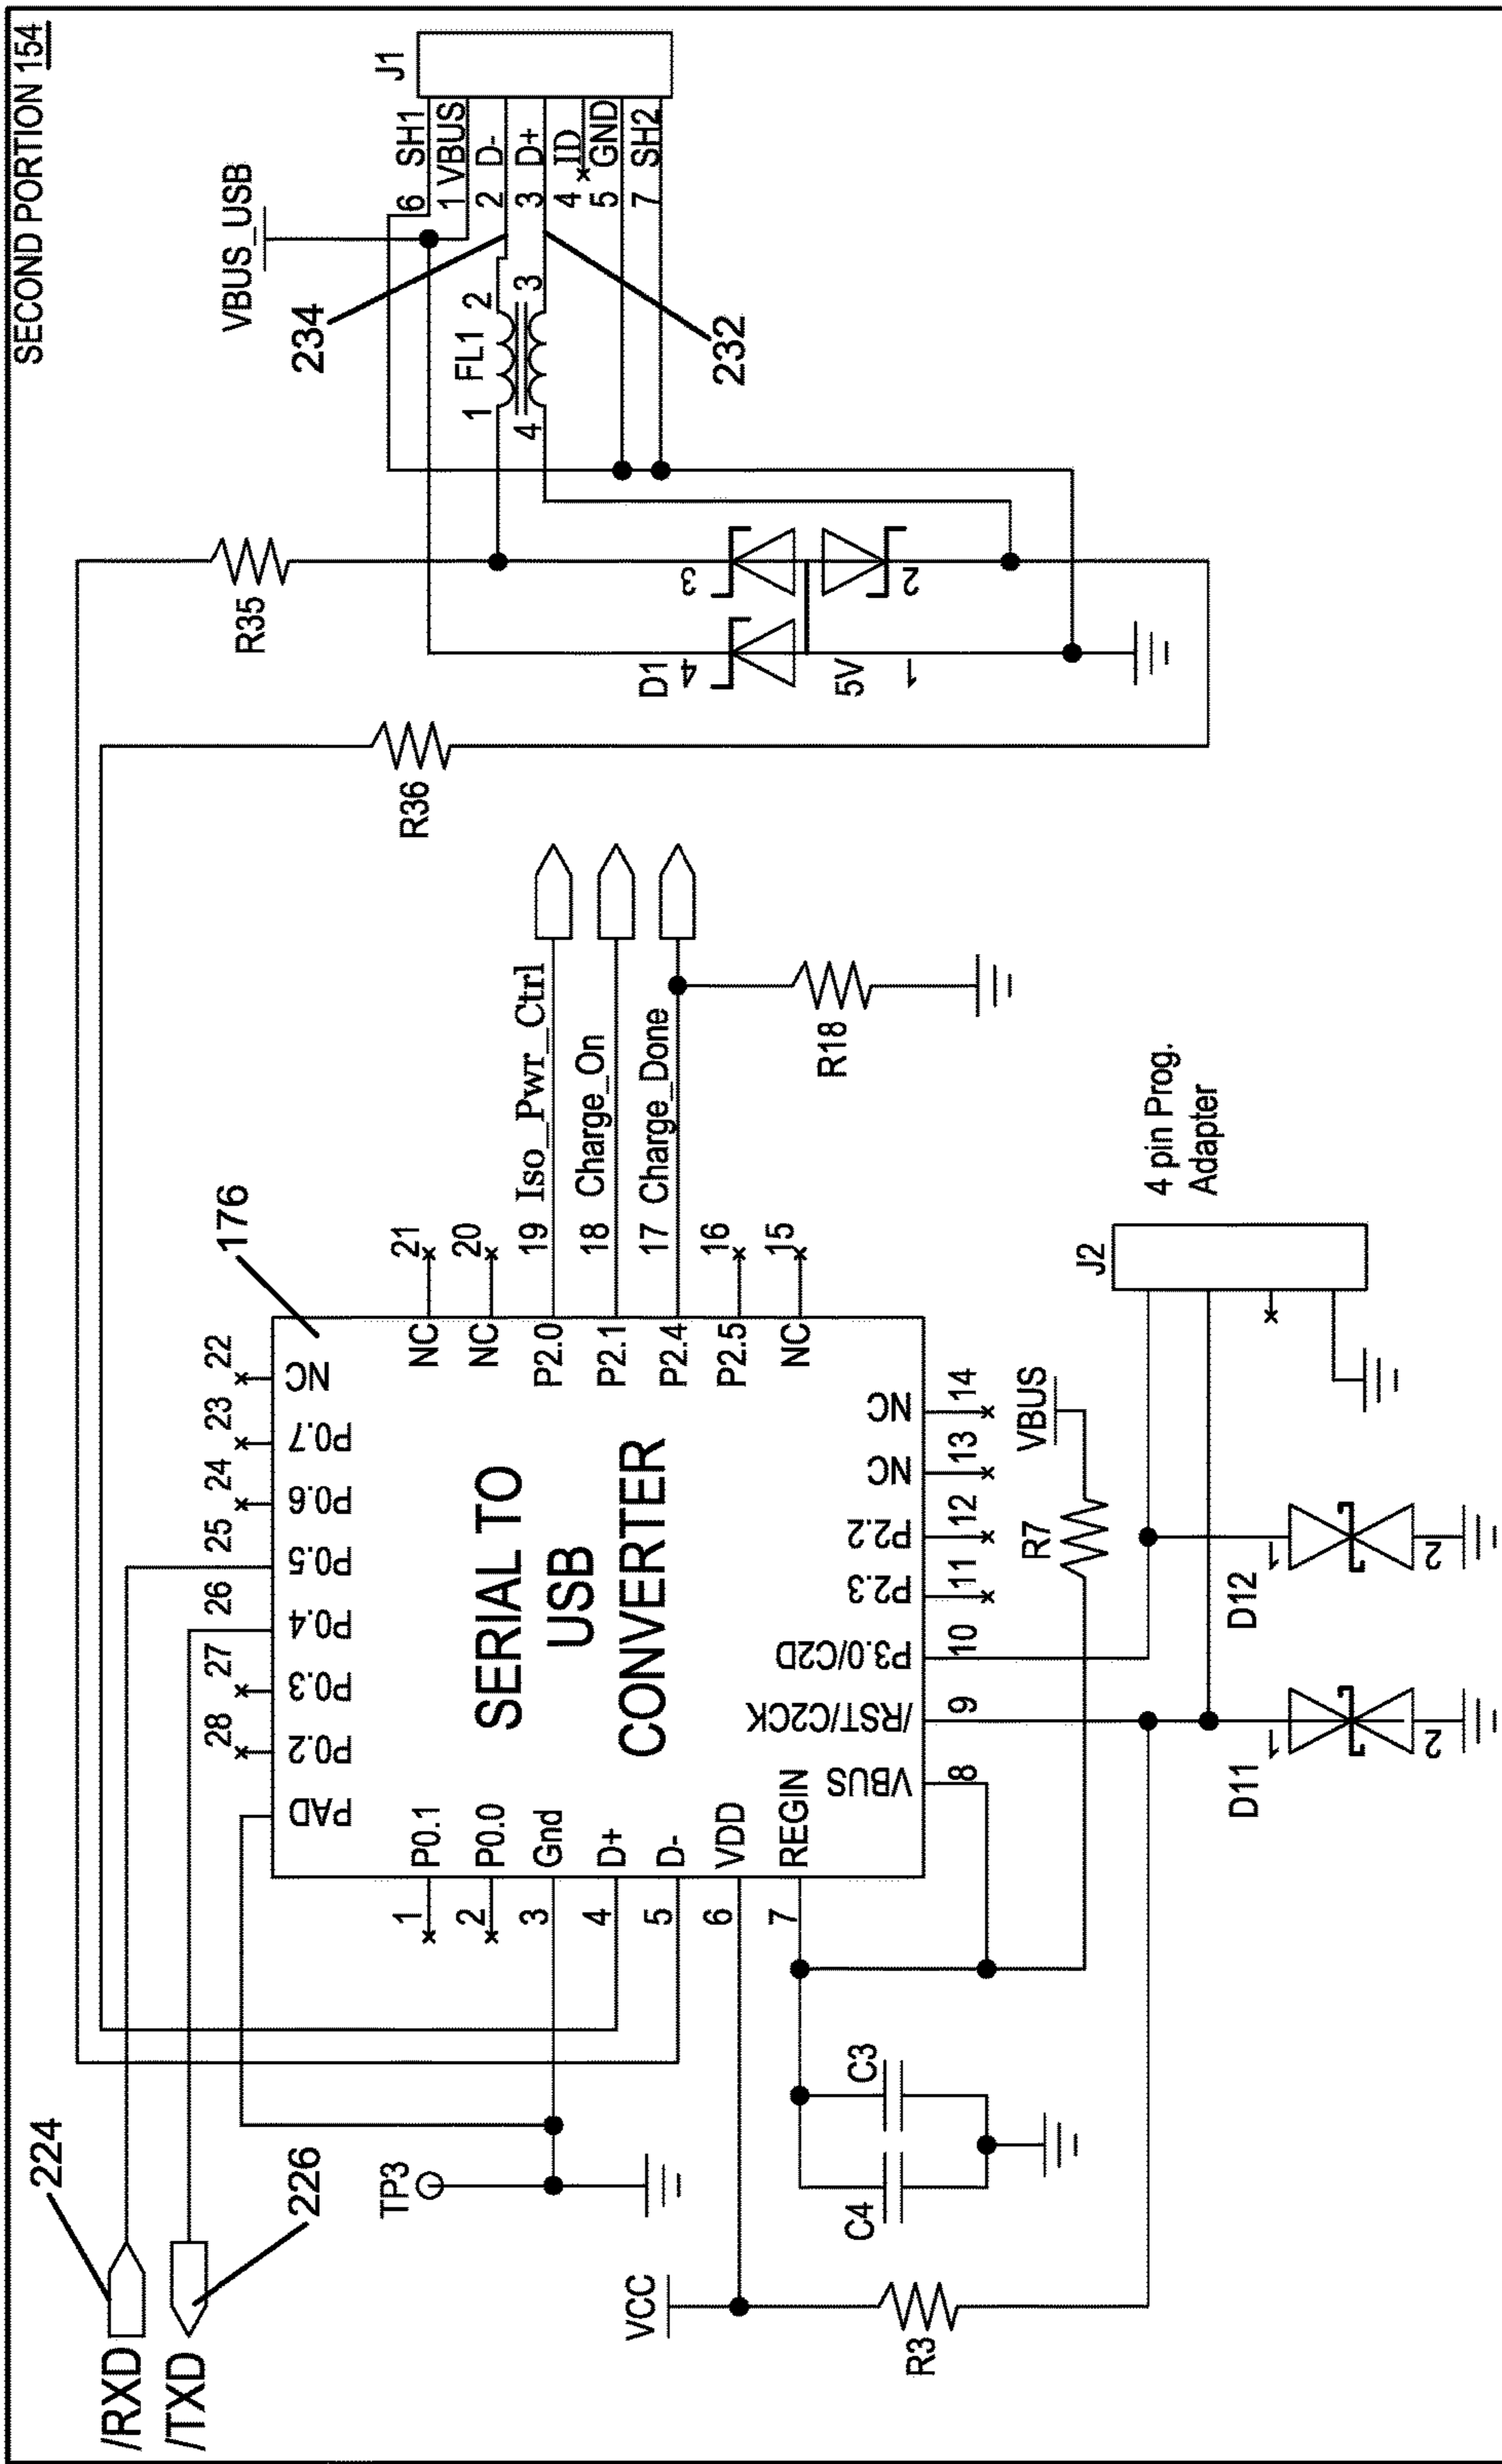 SECOND PORTION 154
/RXD
224
/TXD
226
TP3
VCC
R3
C4
C3
176
SERIAL TO
USB
CONVERTER
PAD
P0.2
28
P0.3
27
P0.4
26
P0.5
25
P0.6
24
P0.7
23
NC
22
1
P0.1
2
P0.0
3
Gnd
4
D+
5
D-
6
VDD
7
REGIN
VBUS
8
/RST/C2CK
9
P3.0/C2D
10
P2.3
11
P2.2
12
NC
13
NC
14
NC
21
NC
20
P2.0
19
Iso_Pwr_Ctrl
P2.1
18
Charge_On
P2.4
17
Charge_Done
P2.5
16
NC
15
R18
R7
VBUS
D11
1
2
D12
1
2
J2
4 pin Prog.
Adapter
R36
R35
D1
4
3
5V
1
2
FL1
1
2
4
3
234
232
VBUS_USB
J1
6 SH1
1 VBUS
2 D-
3 D+
4 ID
5 GND
7 SH2